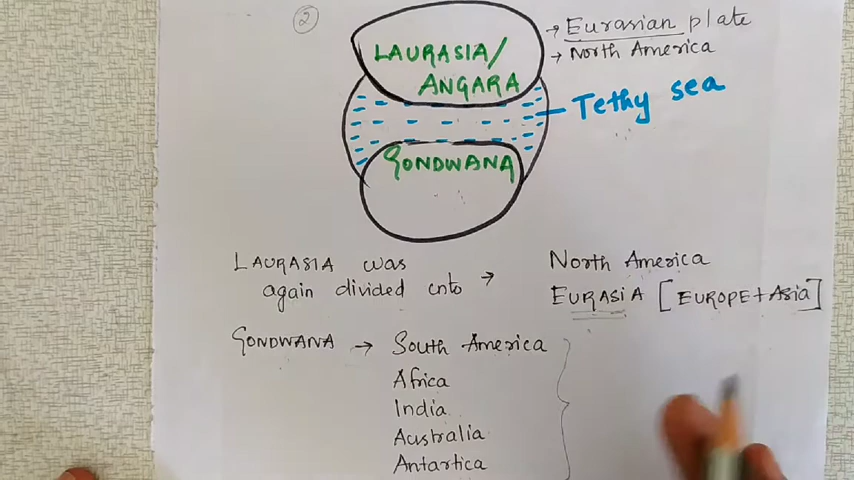 2
→ Eurasian plate
LAURASIA/
→ North America
ANGARA
Tethy sea
GONDWANA
LAURASIA was
again divided into →
North America
EURASIA [EUROPE + Asia]
GONDWANA → South America
Africa
India
Australia
Antartica